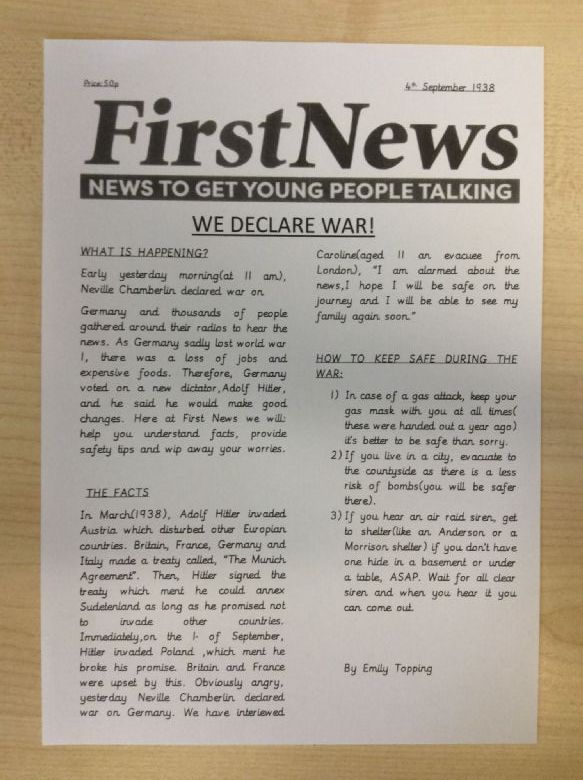 Price:50p
4th September 1938
FirstNews
NEWS TO GET YOUNG PEOPLE TALKING
WE DECLARE WAR!
WHAT IS HAPPENING?
Early yesterday morning(at 11 am),
Neville Chamberlin declared war on
Germany and thousands of people
gathered around their radios to hear the
news. As Germany sadly lost world war
1, there was a loss of jobs and
expensive foods. Therefore, Germany
voted on a new dictator,Adolf Hitler,
and he said he would make good
changes. Here at First News we will:
help you understand facts, provide
safety tips and wip away your worries.
THE FACTS
In March(1938), Adolf Hitler invaded
Austria which disturbed other Europian
countries. Britain, France, Germany and
Italy made a treaty called, "The Munich
Agreement". Then, Hitler signed the
treaty which ment he could annex
Sudetenland as long as he promised not
to invade other countries.
Immediately,on the 1st of September,
Hitler invaded Poland ,which ment he
broke his promise. Britain and France
were upset by this. Obviously angry,
yesterday Neville Chamberlin declared
war on Germany. We have interiewed
Caroline(aged 11 an evacuee from
London), "I am alarmed about the
news,I hope I will be safe on the
journey and I will be able to see my
family again soon."
HOW TO KEEP SAFE DURING THE
WAR:
1) In case of a gas attack, keep your
gas mask with you at all times(
these were handed out a year ago)
it's better to be safe than sorry.
2) If you live in a city, evacuate to
the countyside as there is a less
risk of bombs(you will be safer
there).
3) If you hear an air raid siren, get
to shelter(like an Anderson or a
Morrison shelter) if you don't have
one hide in a basement or under
a table, ASAP. Wait for all clear
siren and when you hear it you
can come out.
By Emily Topping